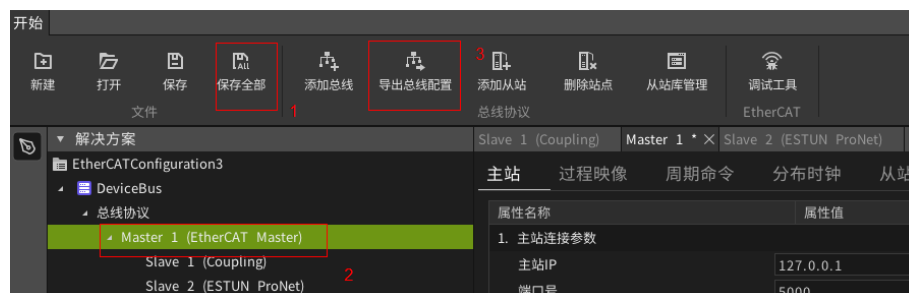 开始
3
新建 打开 保存 保存全部 添加总线 导出总线配置 添加从站 删除站点 从站库管理 调试工具
文件 1 总线协议 EtherCAT
解决方案 Slave 1 (Coupling) Master 1 * Slave 2 (ESTUN ProNet)
EtherCATConfiguration3
主站 过程映像 周期命令 分布时钟 从站
DeviceBus
总线协议 属性名称 属性值
Master 1 (EtherCAT Master) 1. 主站连接参数
Slave 1 (Coupling) 主站IP 127.0.0.1
Slave 2 (ESTUN ProNet) 2 端口号 5000